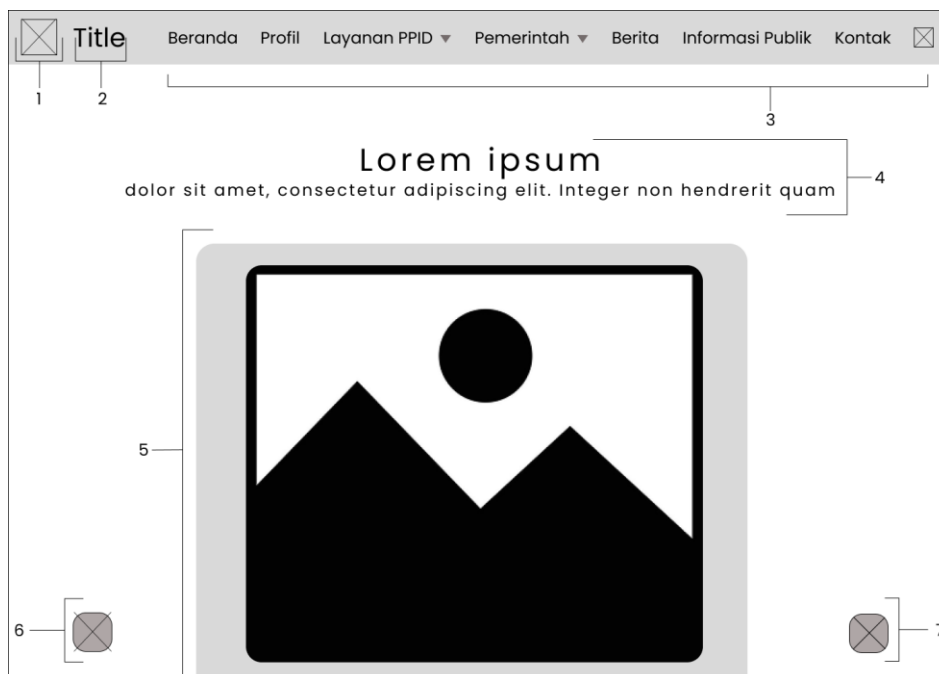 Title Beranda Profil Layanan PPID Pemerintah Berita Informasi Publik Kontak
1 2
3
Lorem ipsum
4
dolor sit amet, consectetur adipiscing elit. Integer non hendrerit quam
5
6
7